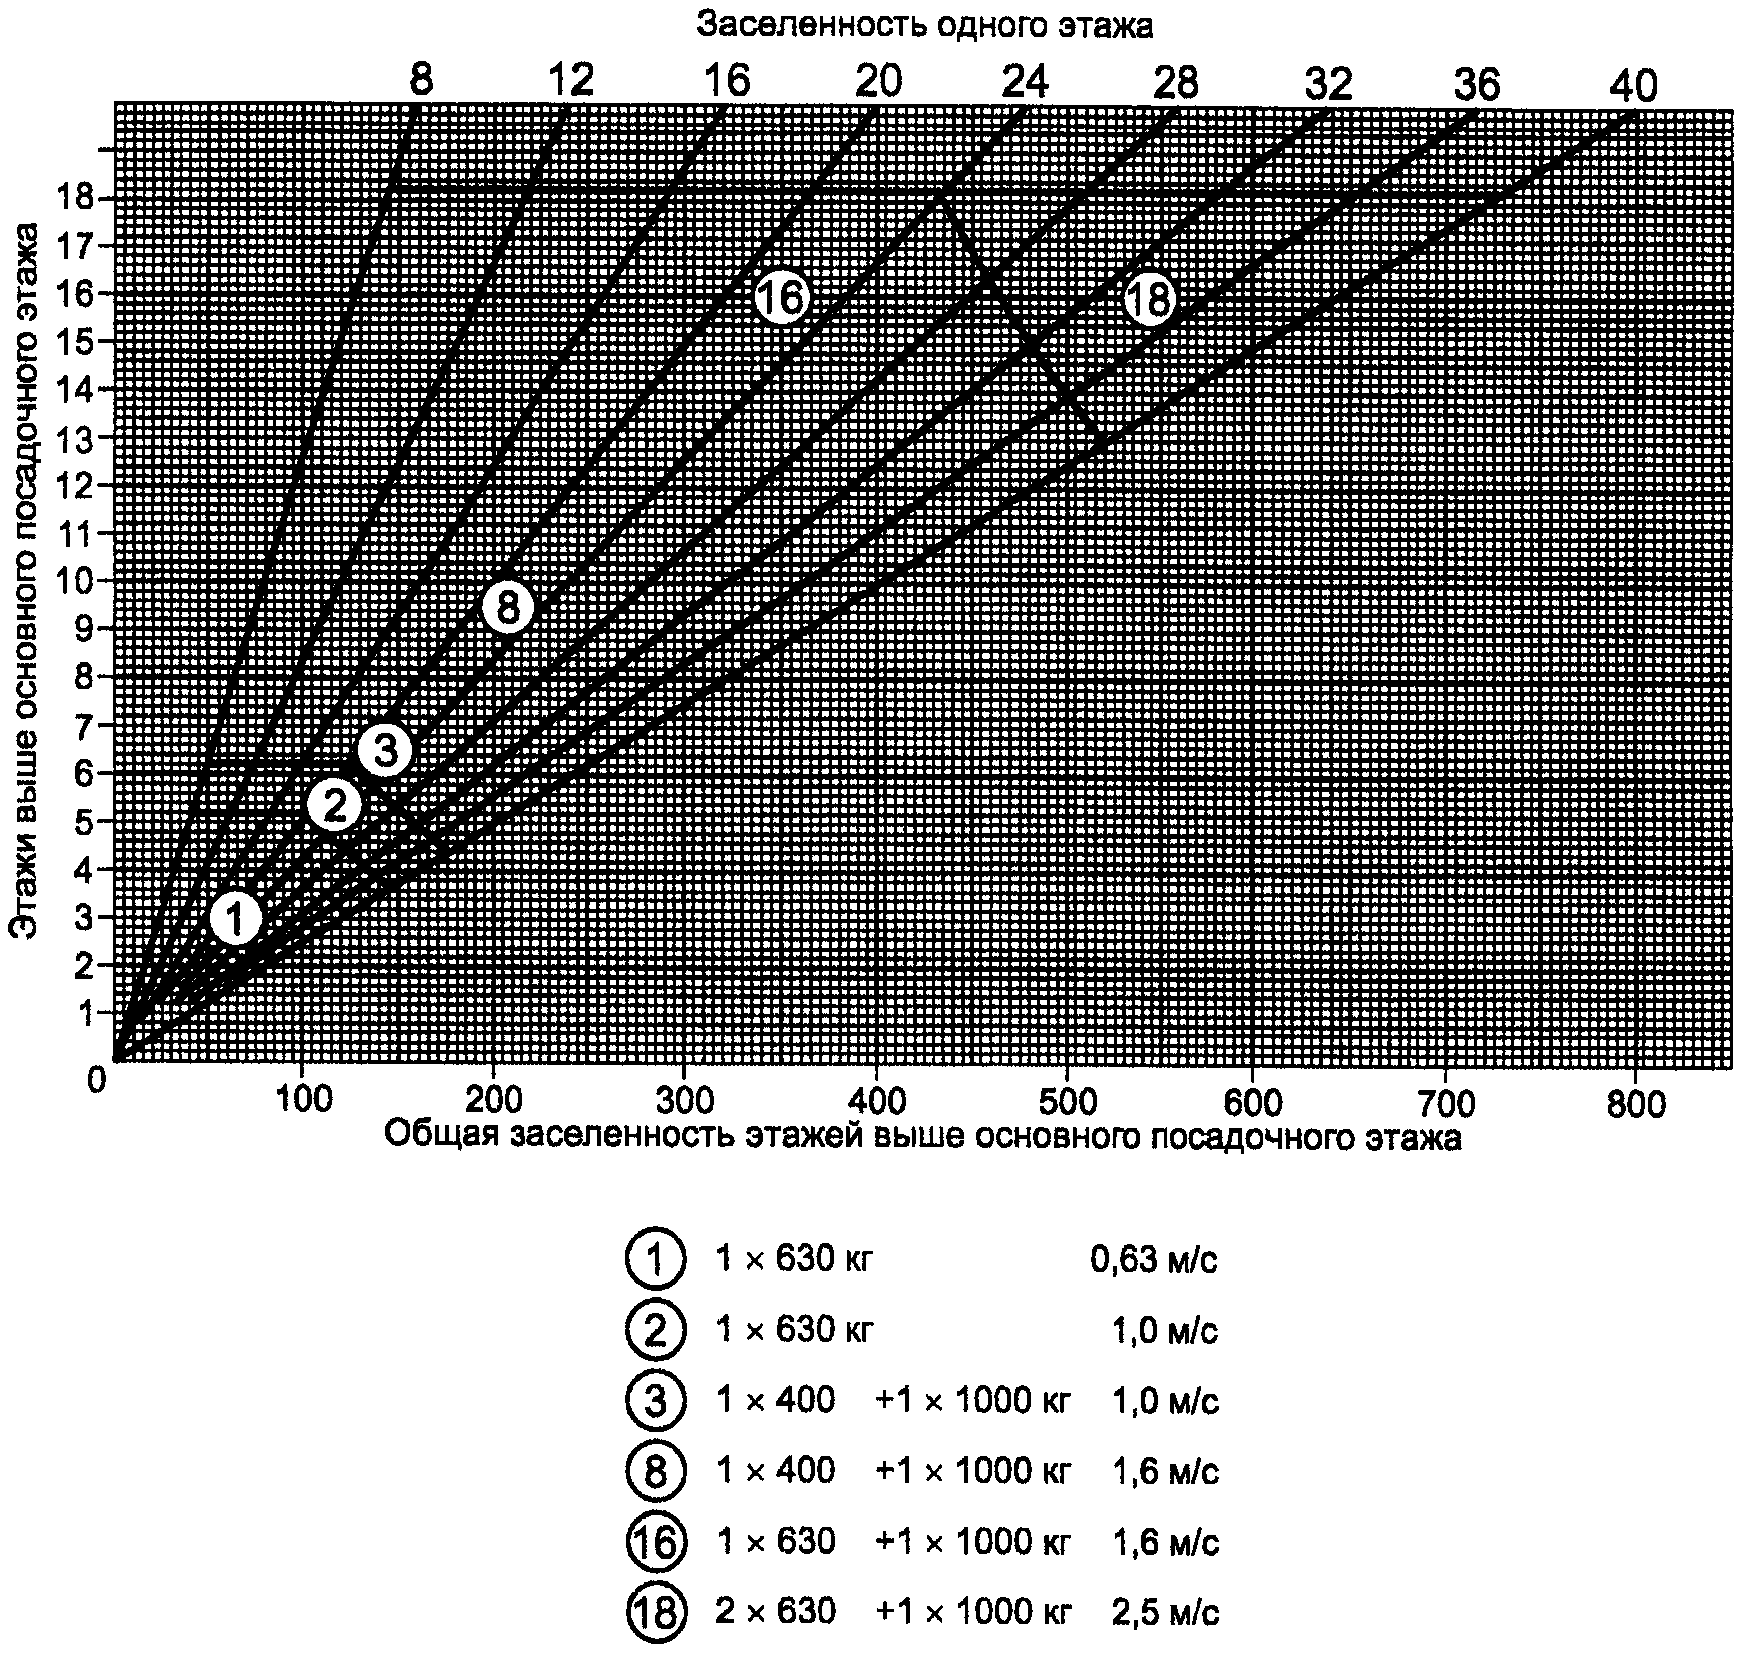 Заселенность одного этажа
8 12 16 20 24 28 32 36 40
Этажи выше основного посадочного этажа
18
17
16
15
14
13
12
11
10
9
8
7
6
5
4
3
2
1
0
16
18
8
3
2
1
100 200 300 400 500 600 700 800
Общая заселенность этажей выше основного посадочного этажа
1 1 × 630 кг 0,63 м/с
2 1 × 630 кг 1,0 м/с
3 1 × 400 +1 × 1000 кг 1,0 м/с
8 1 × 400 +1 × 1000 кг 1,6 м/с
16 1 × 630 +1 × 1000 кг 1,6 м/с
18 2 × 630 +1 × 1000 кг 2,5 м/с